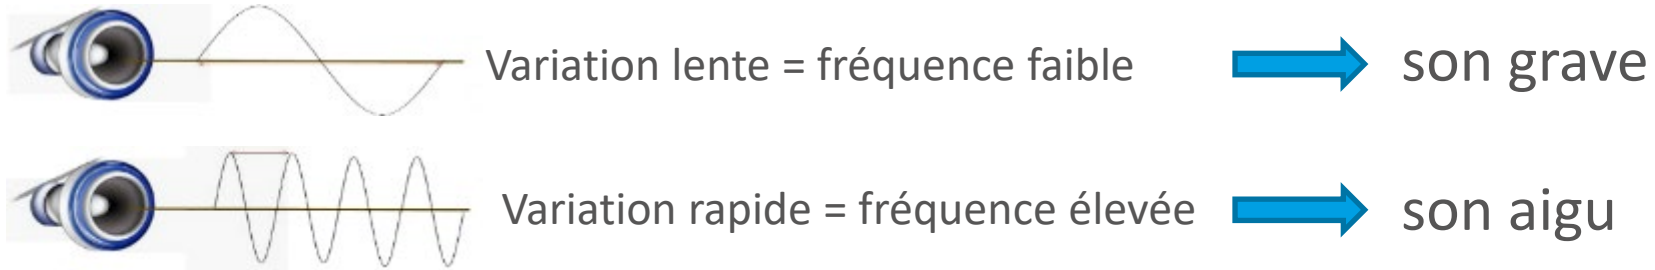 Variation lente = fréquence faible son grave
Variation rapide = fréquence élevée son aigu